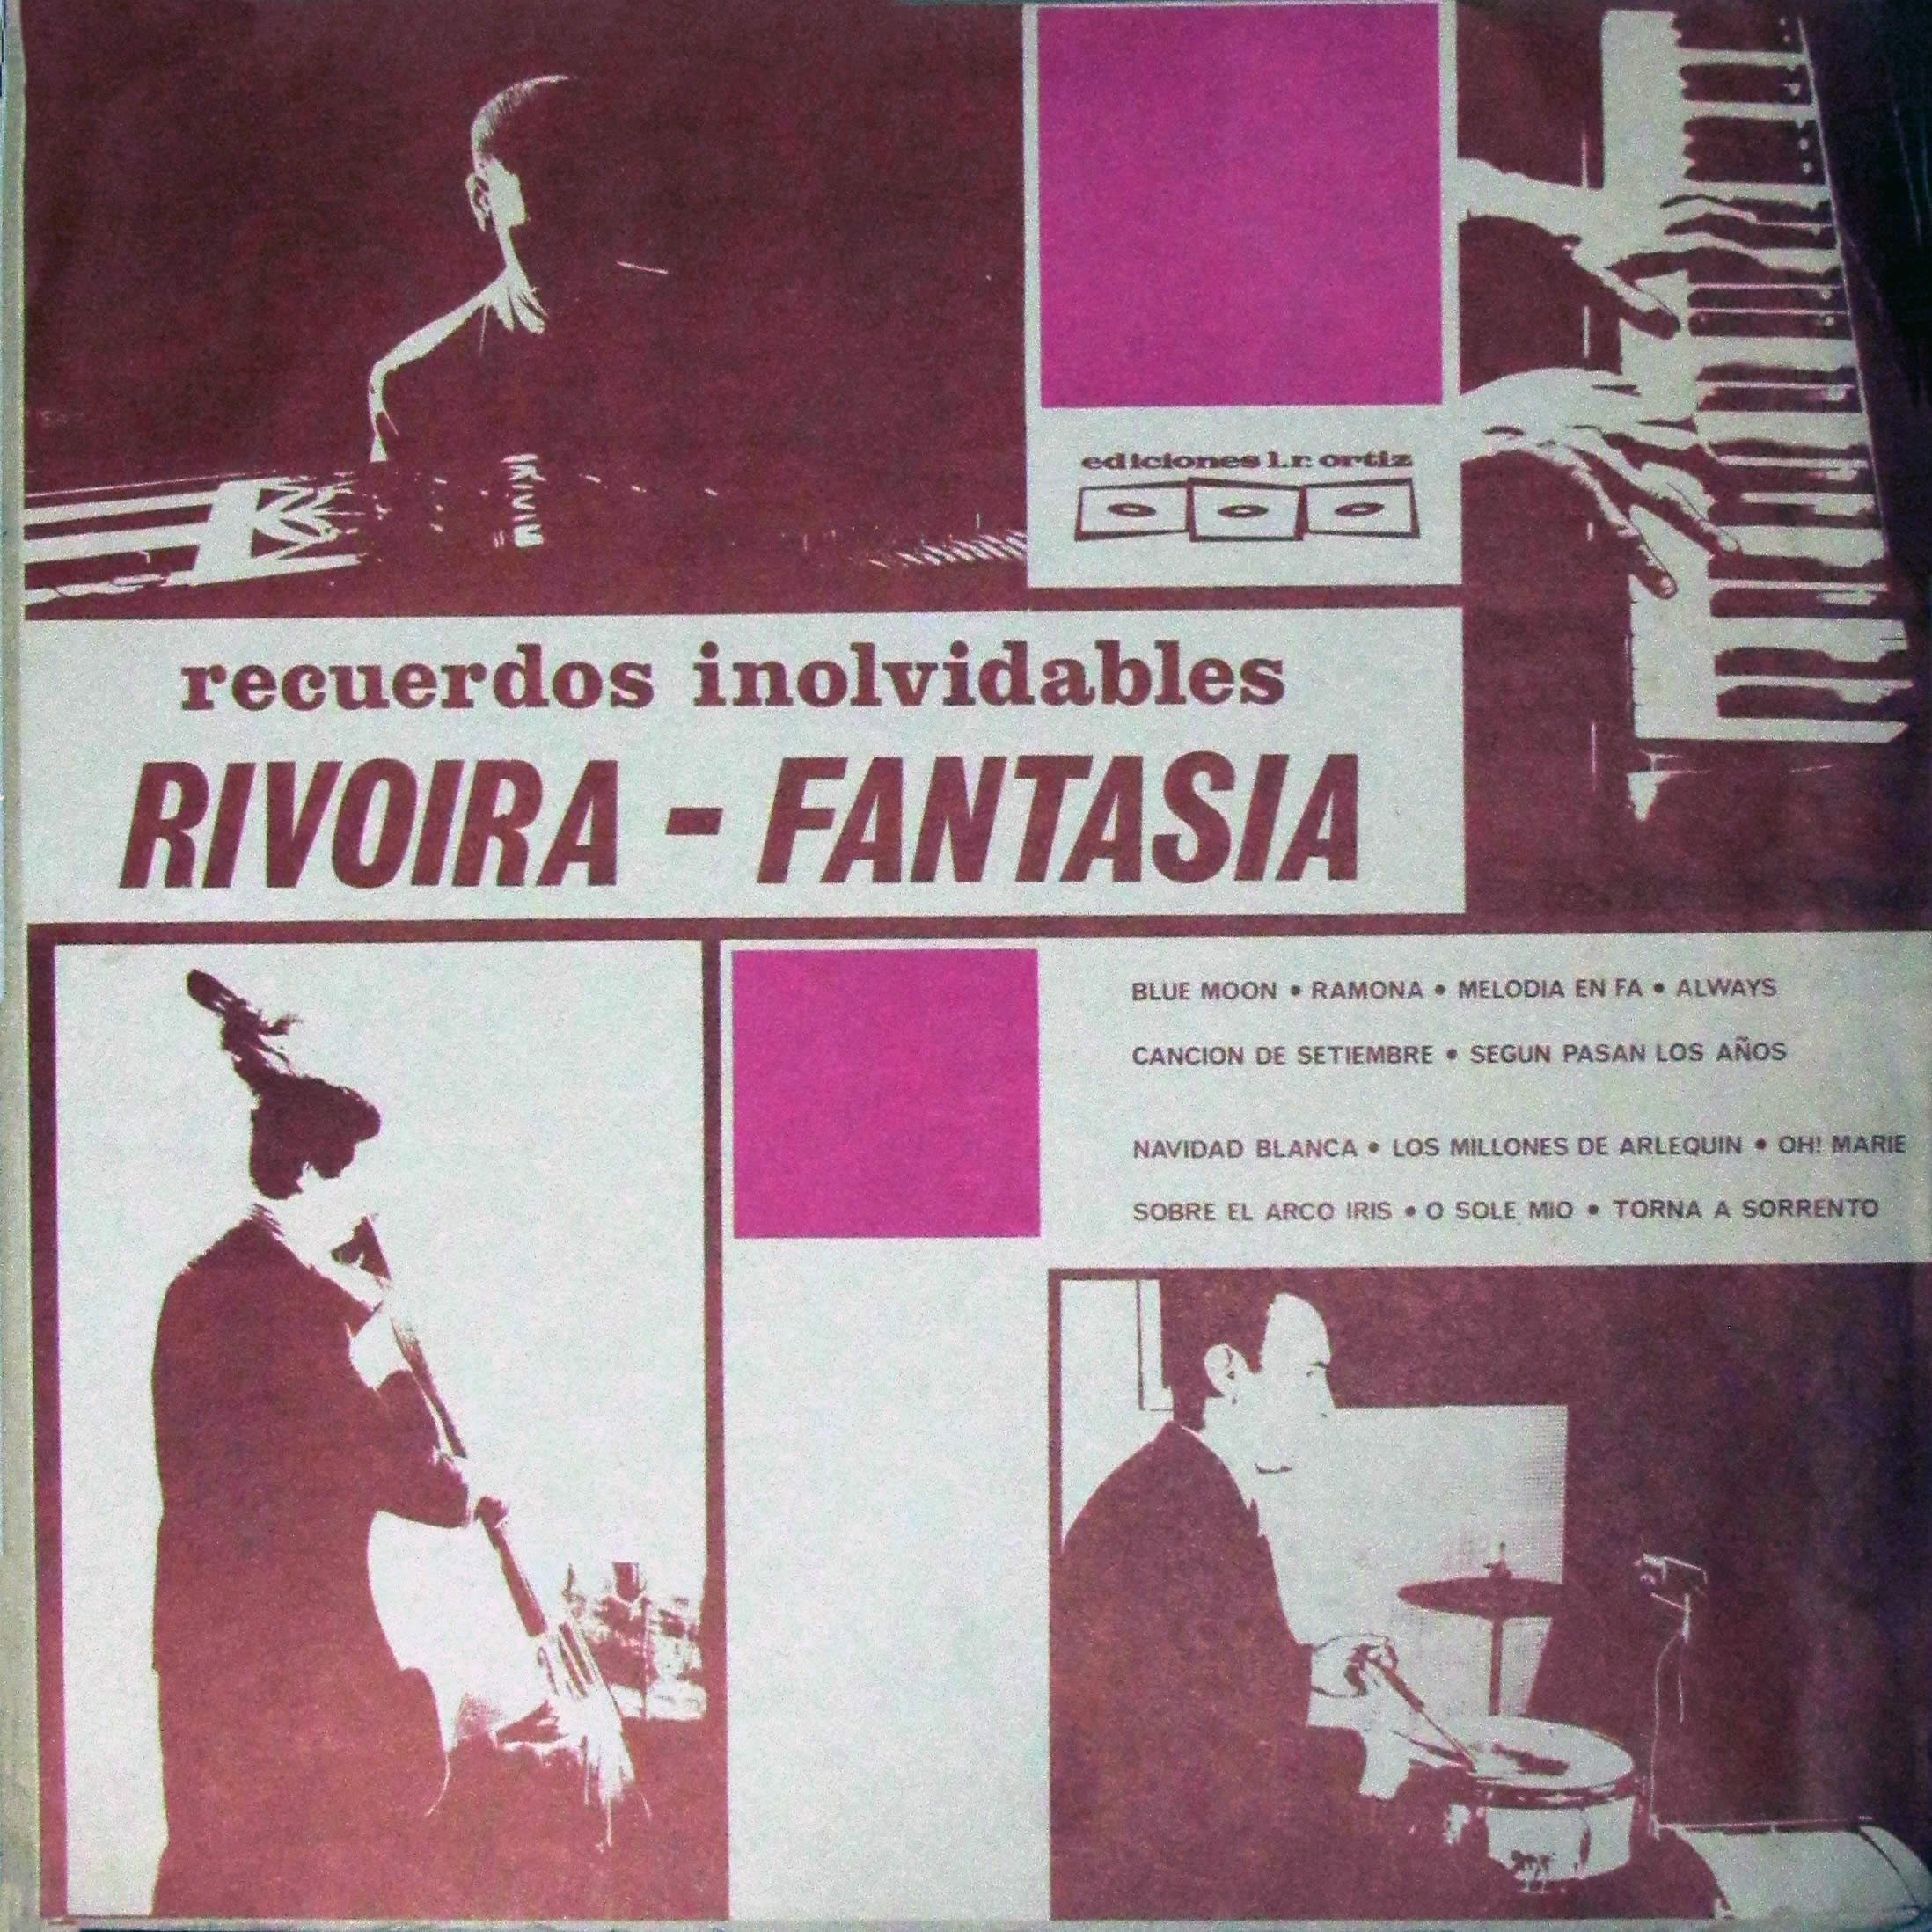 ediciones l.r. ortiz
recuerdos inolvidables
RIVOIRA - FANTASIA
BLUE MOON • RAMONA • MELODIA EN FA • ALWAYS
CANCION DE SETIEMBRE • SEGUN PASAN LOS AÑOS
NAVIDAD BLANCA • LOS MILLONES DE ARLEQUIN • OH! MARIE
SOBRE EL ARCO IRIS • O SOLE MIO • TORNA A SORRENTO